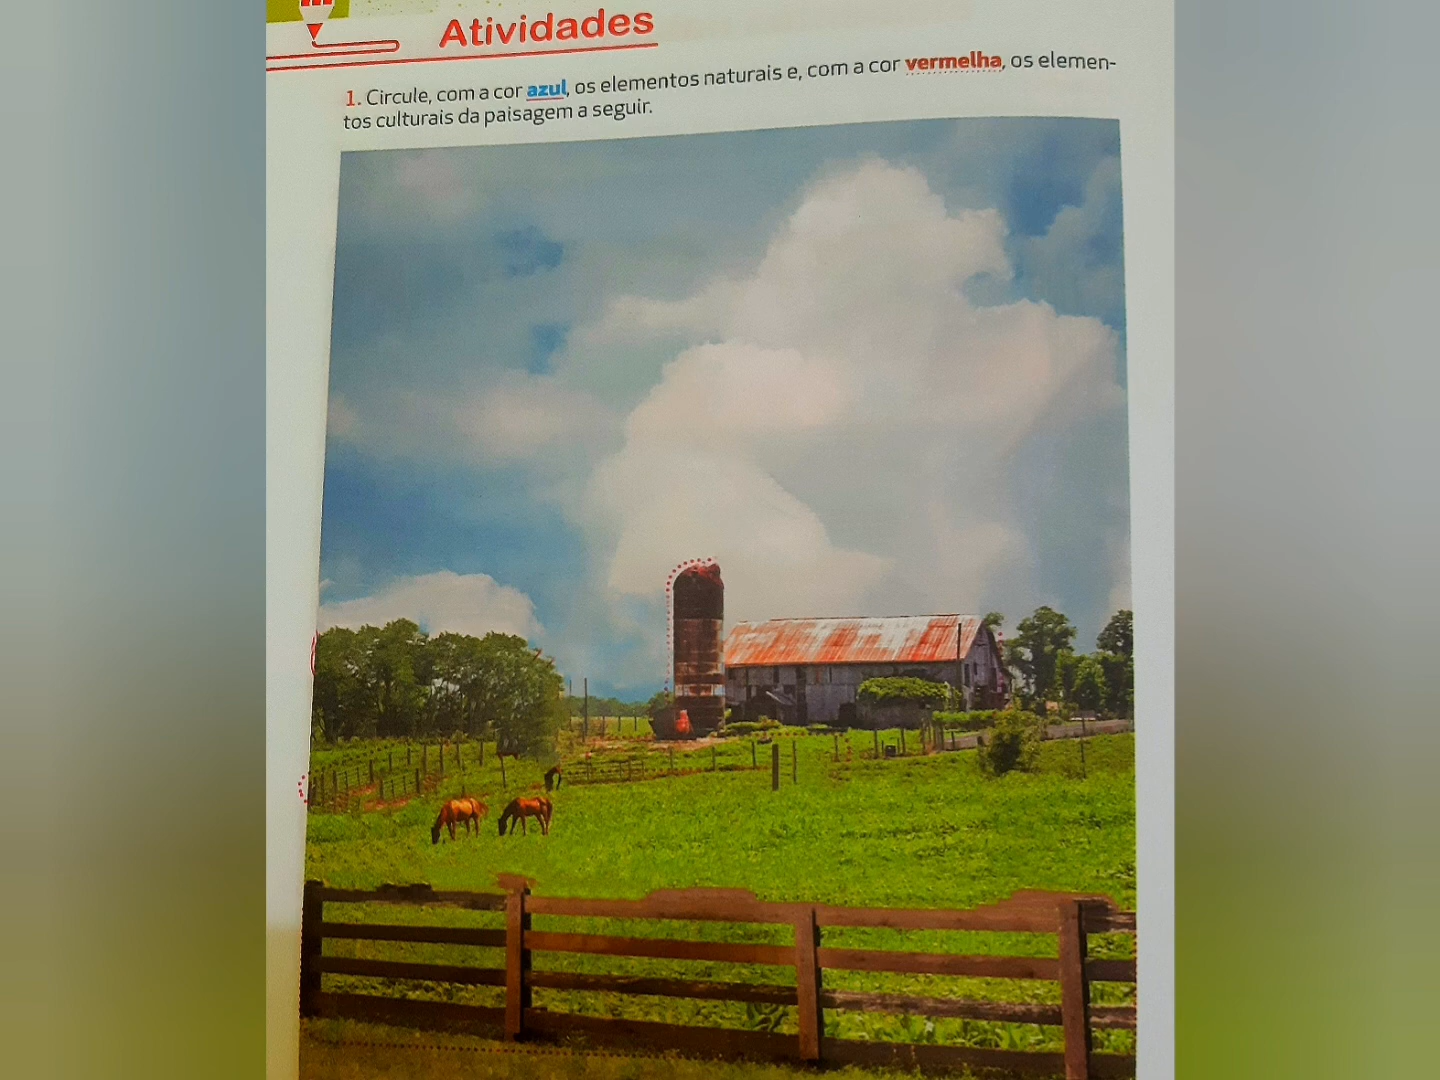 Atividades
1. Circule, com a cor azul, os elementos naturais e, com a cor vermelha, os elemen-
tos culturais da paisagem a seguir.